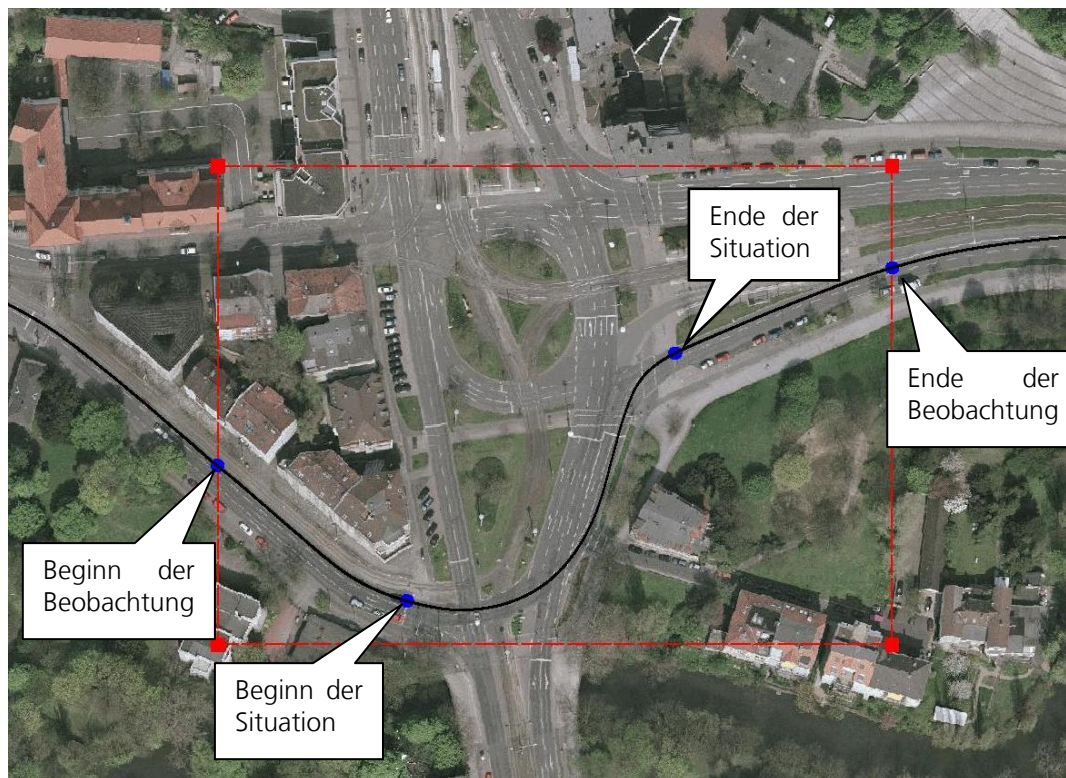 Ende der
Situation
Ende der
Beobachtung
Beginn der
Beobachtung
Beginn der
Situation